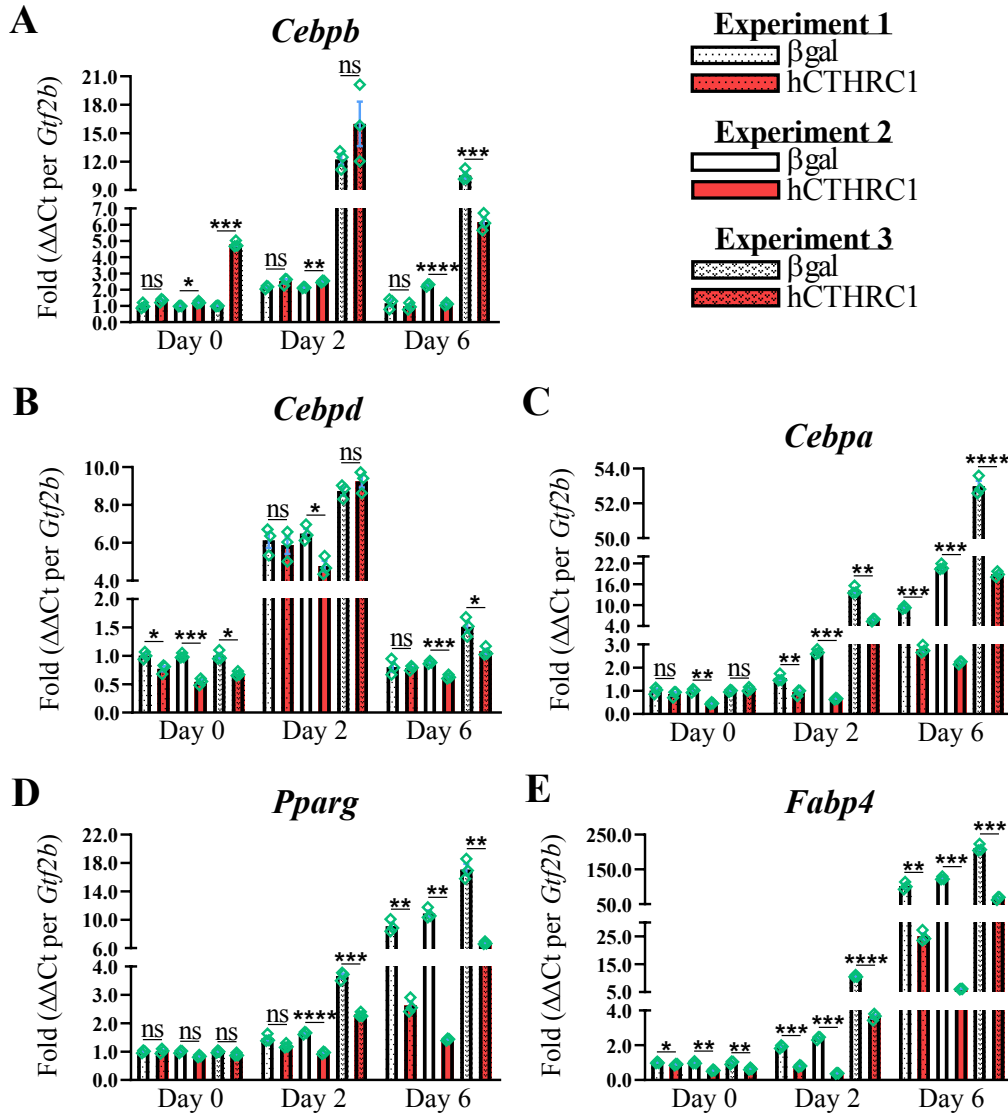 A
Cebpb
Fold (ΔΔCt per Gtf2b)
21.0
18.0
15.0
12.0
9.0
7.0
6.0
5.0
4.0
3.0
2.0
1.0
0.0
ns
*
***
ns
**
ns
ns
****
***
Day 0
Day 2
Day 6
Experiment 1
βgal
hCTHRC1
Experiment 2
βgal
hCTHRC1
Experiment 3
βgal
hCTHRC1
B
Cebpd
Fold (ΔΔCt per Gtf2b)
10.0
8.0
6.0
4.0
2.0
1.5
1.0
0.5
0.0
*
***
*
ns
*
ns
ns
***
*
Day 0
Day 2
Day 6
C
Cebpa
Fold (ΔΔCt per Gtf2b)
54.0
52.0
50.0
22.0
16.0
10.0
4.0
3.0
2.0
1.0
0.0
ns
**
ns
**
***
**
***
***
****
Day 0
Day 2
Day 6
D
Pparg
Fold (ΔΔCt per Gtf2b)
22.0
18.0
14.0
10.0
6.0
4.0
3.0
2.0
1.0
0.0
ns
ns
ns
ns
****
***
**
**
**
Day 0
Day 2
Day 6
E
Fabp4
Fold (ΔΔCt per Gtf2b)
250.0
150.0
50.0
25.0
15.0
5.0
4.0
2.0
0.0
*
**
**
***
***
****
**
***
***
Day 0
Day 2
Day 6